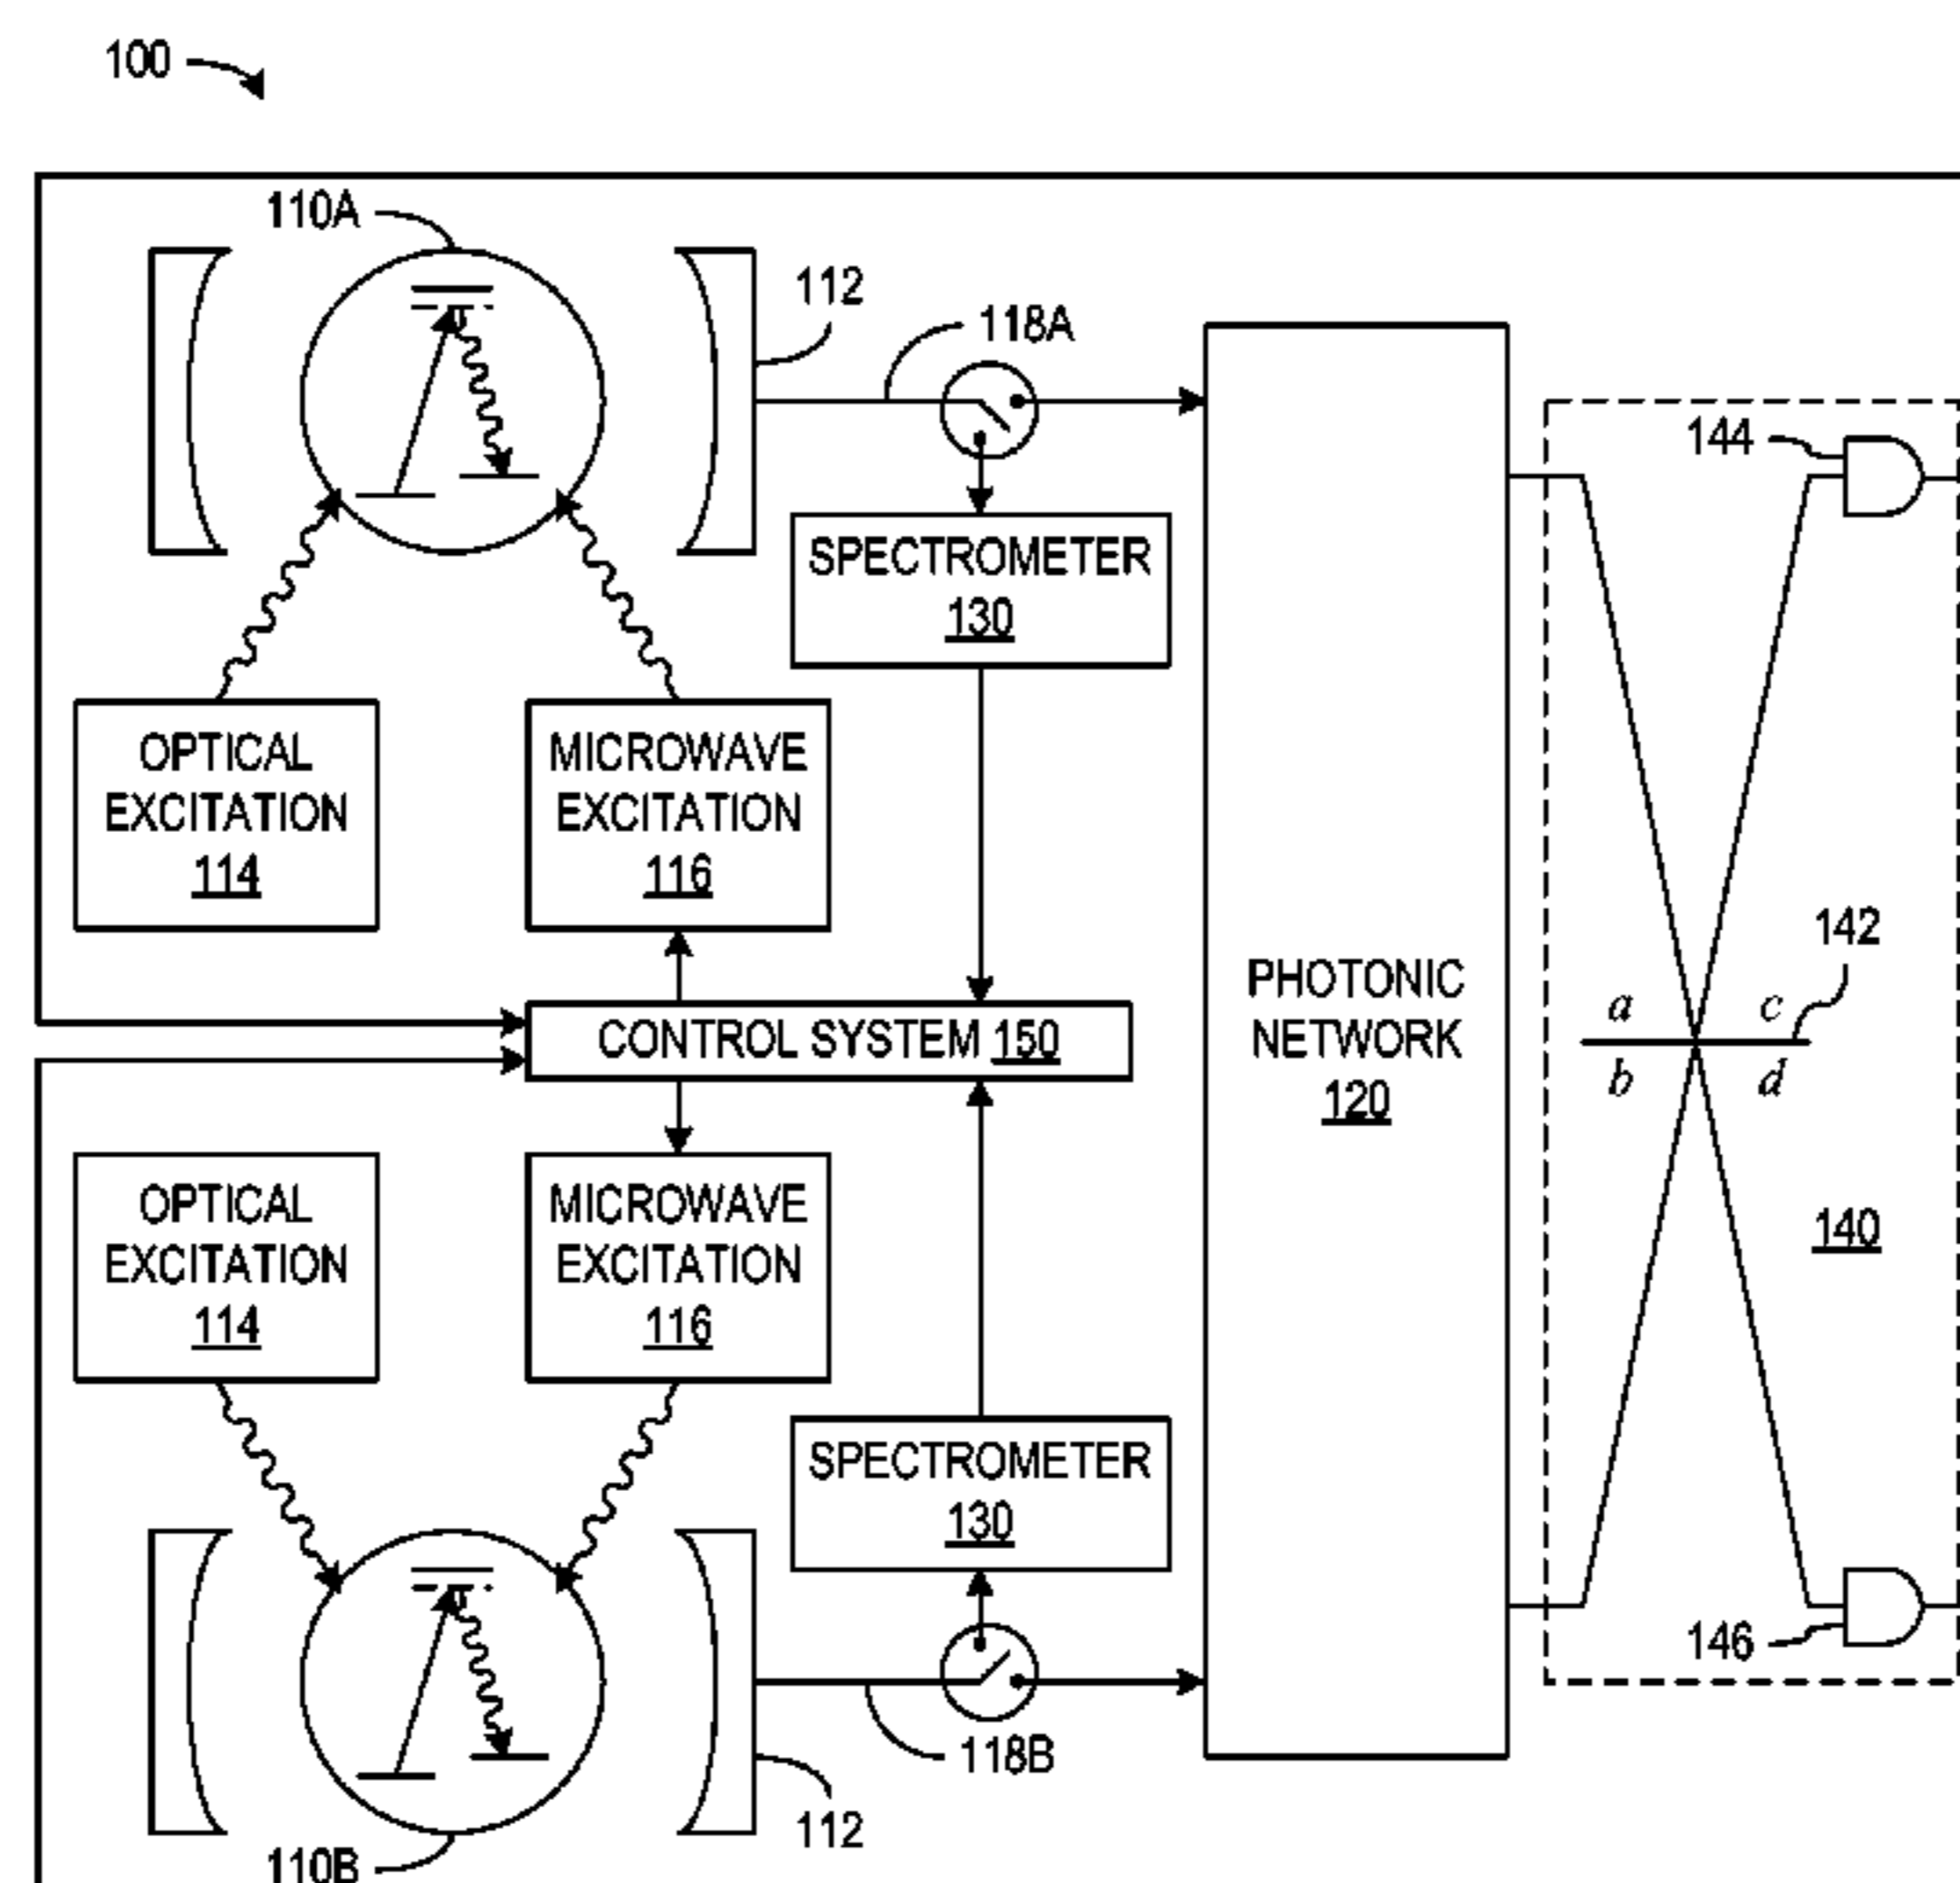 100
110A
112
118A
144
SPECTROMETER
130
OPTICAL
EXCITATION
114
MICROWAVE
EXCITATION
116
142
PHOTONIC
NETWORK
120
a
c
b
d
CONTROL SYSTEM 150
OPTICAL
EXCITATION
114
MICROWAVE
EXCITATION
116
140
SPECTROMETER
130
146
118B
112
110B